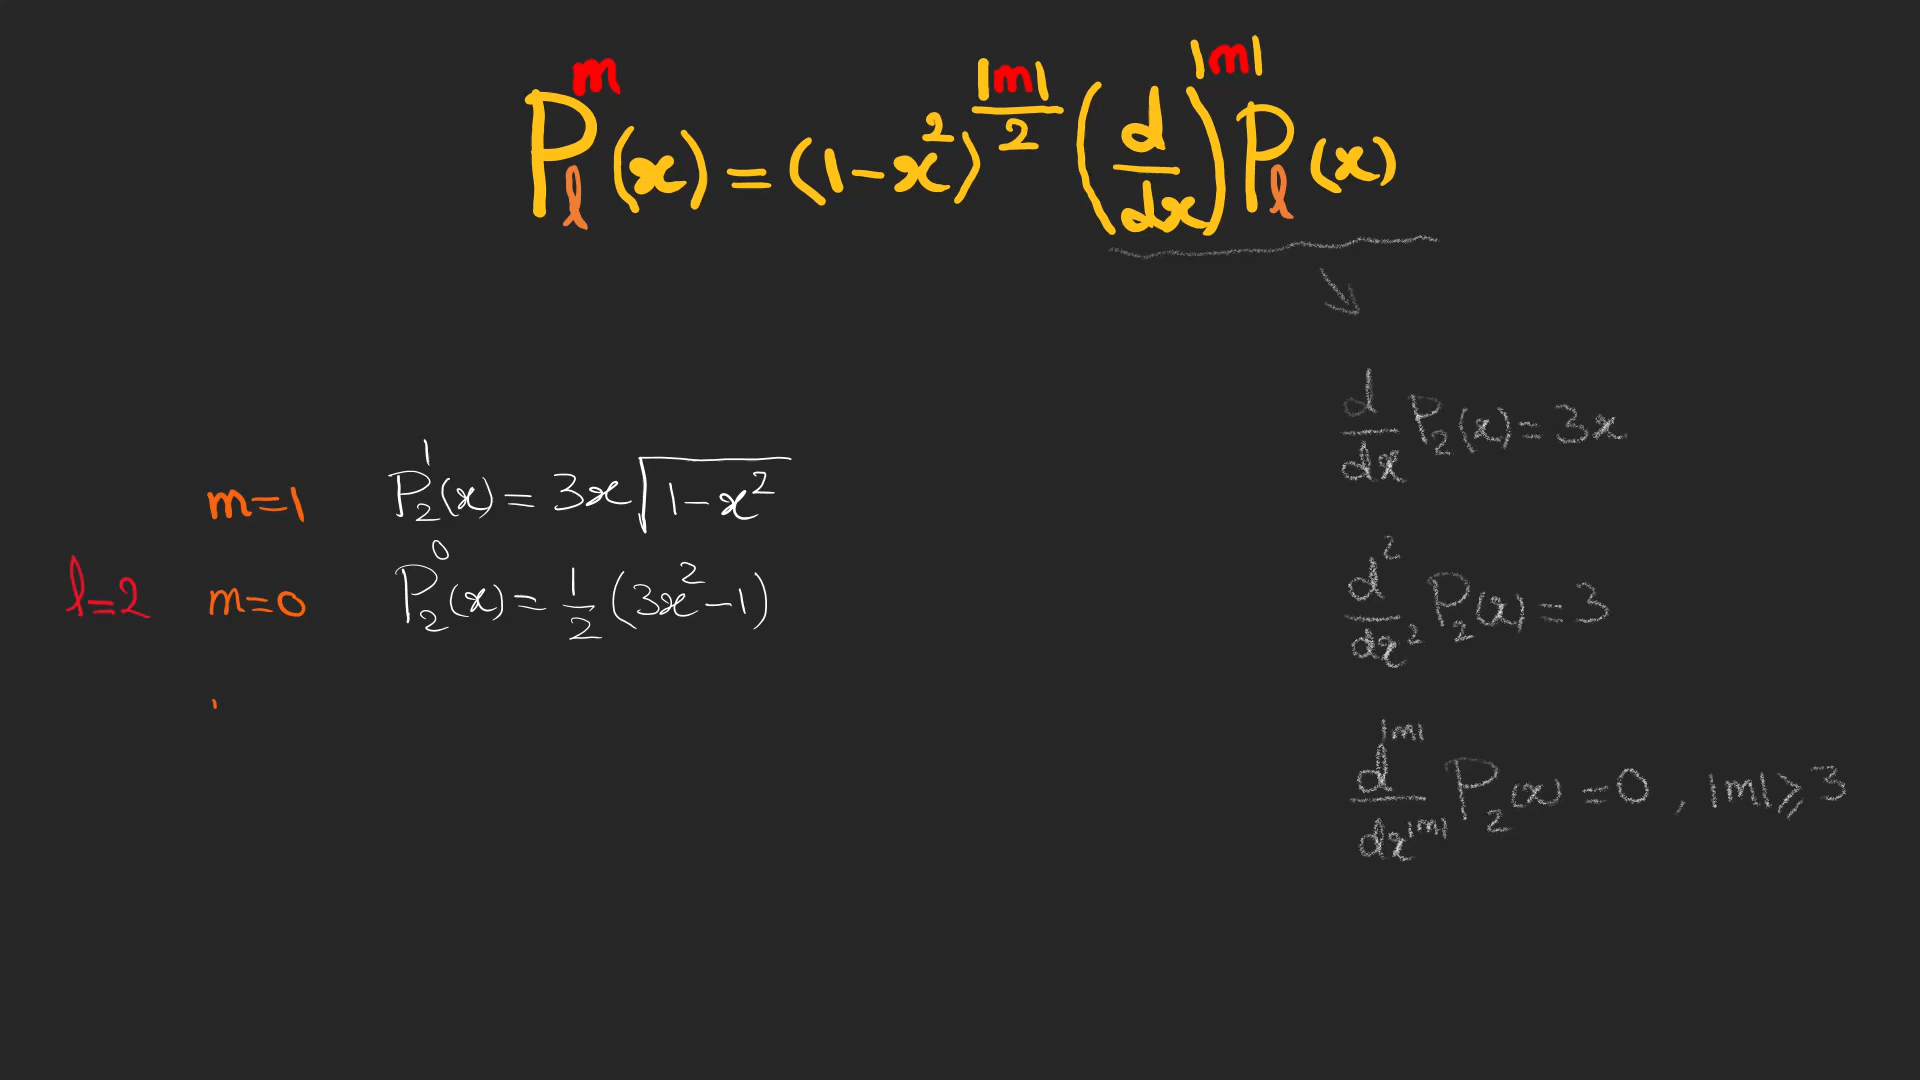 P_l^m (x) = (1-x^2)^{|m|/2} (d/dx)^{|m|} P_l (x)
d/dx P_2(x) = 3x
m=1 P_2^1(x) = 3x √(1-x^2)
l=2 m=0 P_2^0(x) = 1/2 (3x^2-1)
d^2/dx^2 P_2(x) = 3
d^{|m|}/dx^{|m|} P_2(x) = 0 , |m| ⩾ 3